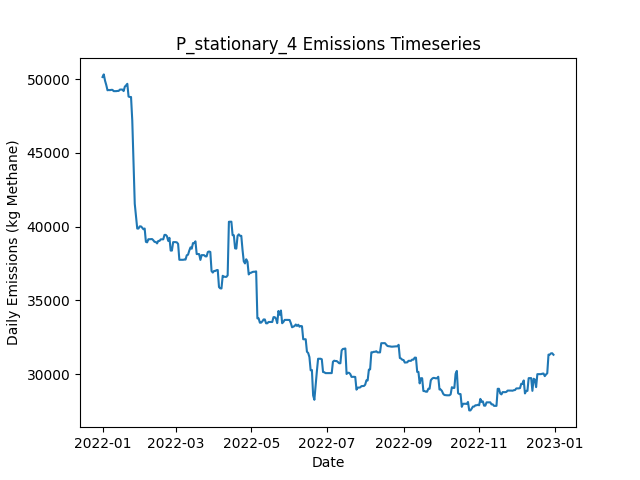 P_stationary_4 Emissions Timeseries
Daily Emissions (kg Methane)
50000
45000
40000
35000
30000
2022-01 2022-03 2022-05 2022-07 2022-09 2022-11 2023-01
Date